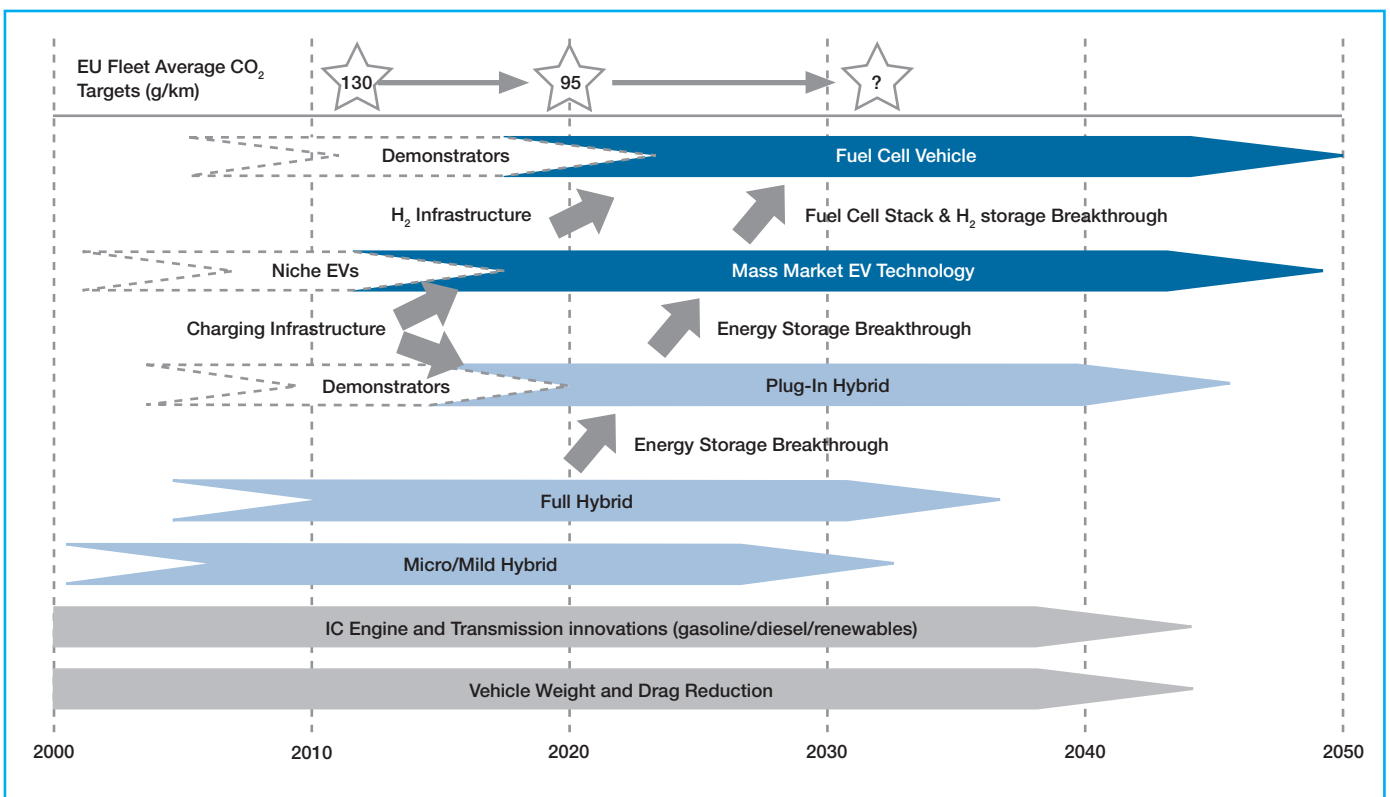 EU Fleet Average CO₂
Targets (g/km)
130
95
?
Demonstrators
Fuel Cell Vehicle
H₂ Infrastructure
Fuel Cell Stack & H₂ storage Breakthrough
Niche EVs
Mass Market EV Technology
Charging Infrastructure
Energy Storage Breakthrough
Demonstrators
Plug-In Hybrid
Energy Storage Breakthrough
Full Hybrid
Micro/Mild Hybrid
IC Engine and Transmission innovations (gasoline/diesel/renewables)
Vehicle Weight and Drag Reduction
2000
2010
2020
2030
2040
2050